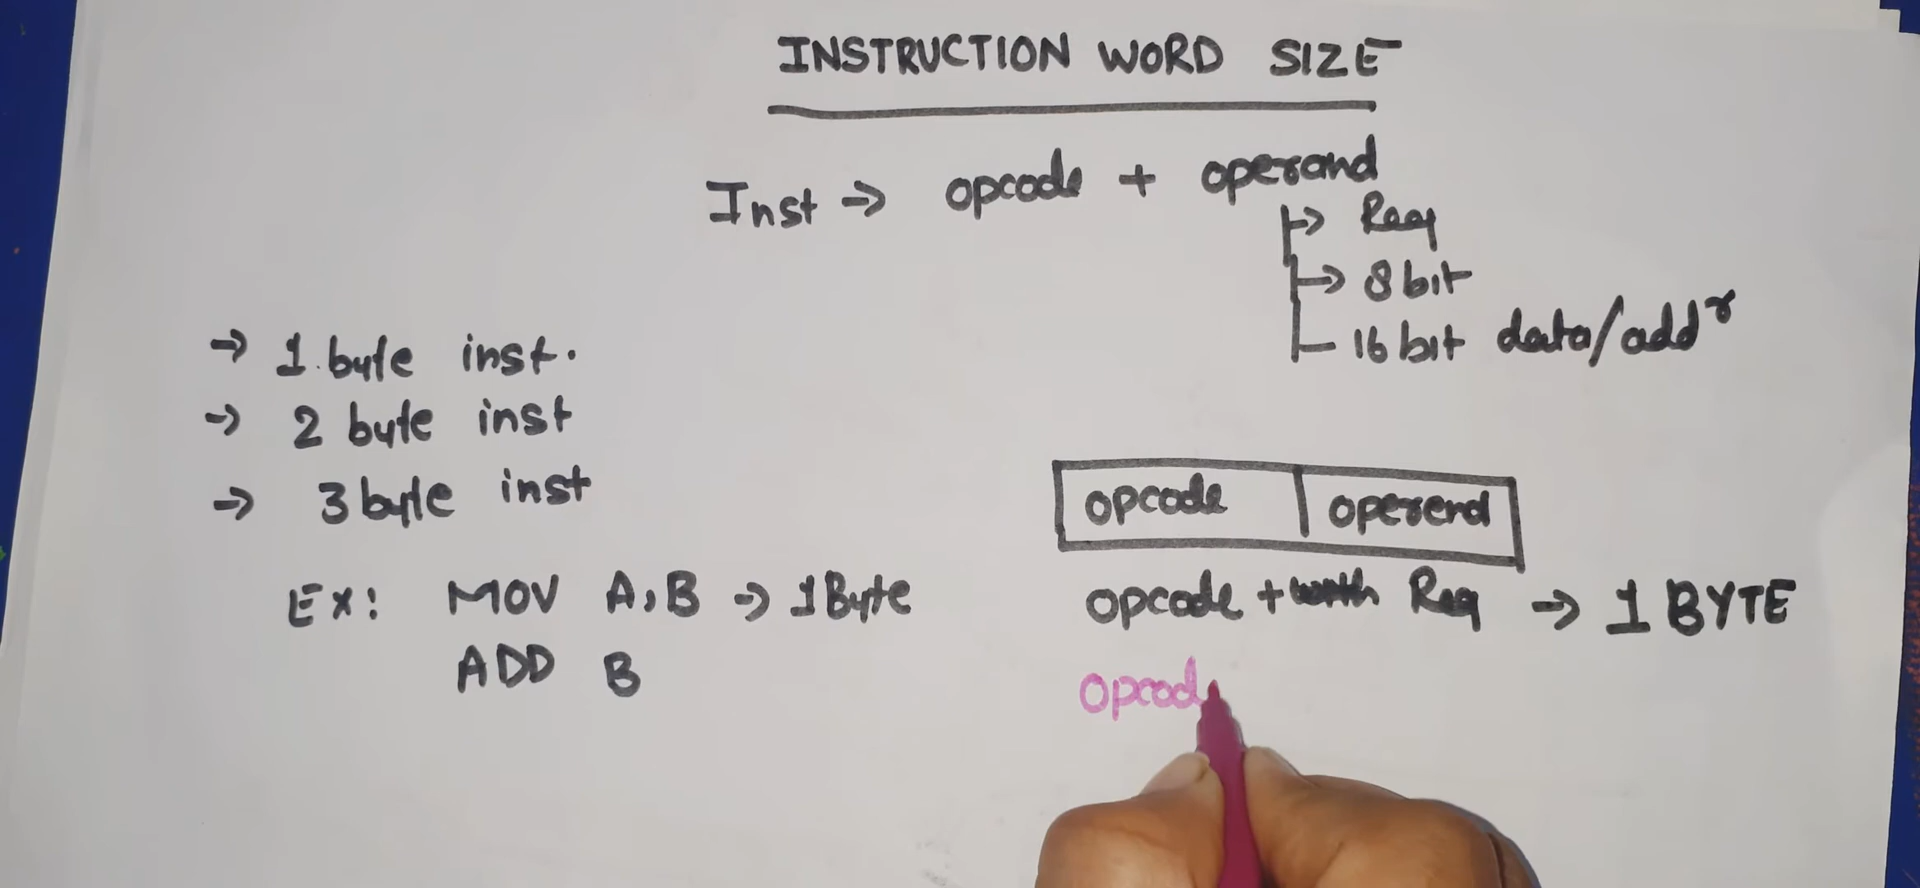 INSTRUCTION WORD SIZE
Inst → opcode + operand
→ Reg
→ 8 bit
16 bit data/addr
→ 1 byte inst.
→ 2 byte inst
→ 3 byte inst
opcode operend
Ex: MOV A,B → 1 Byte
ADD B
opcode + with Reg → 1 BYTE
opcod